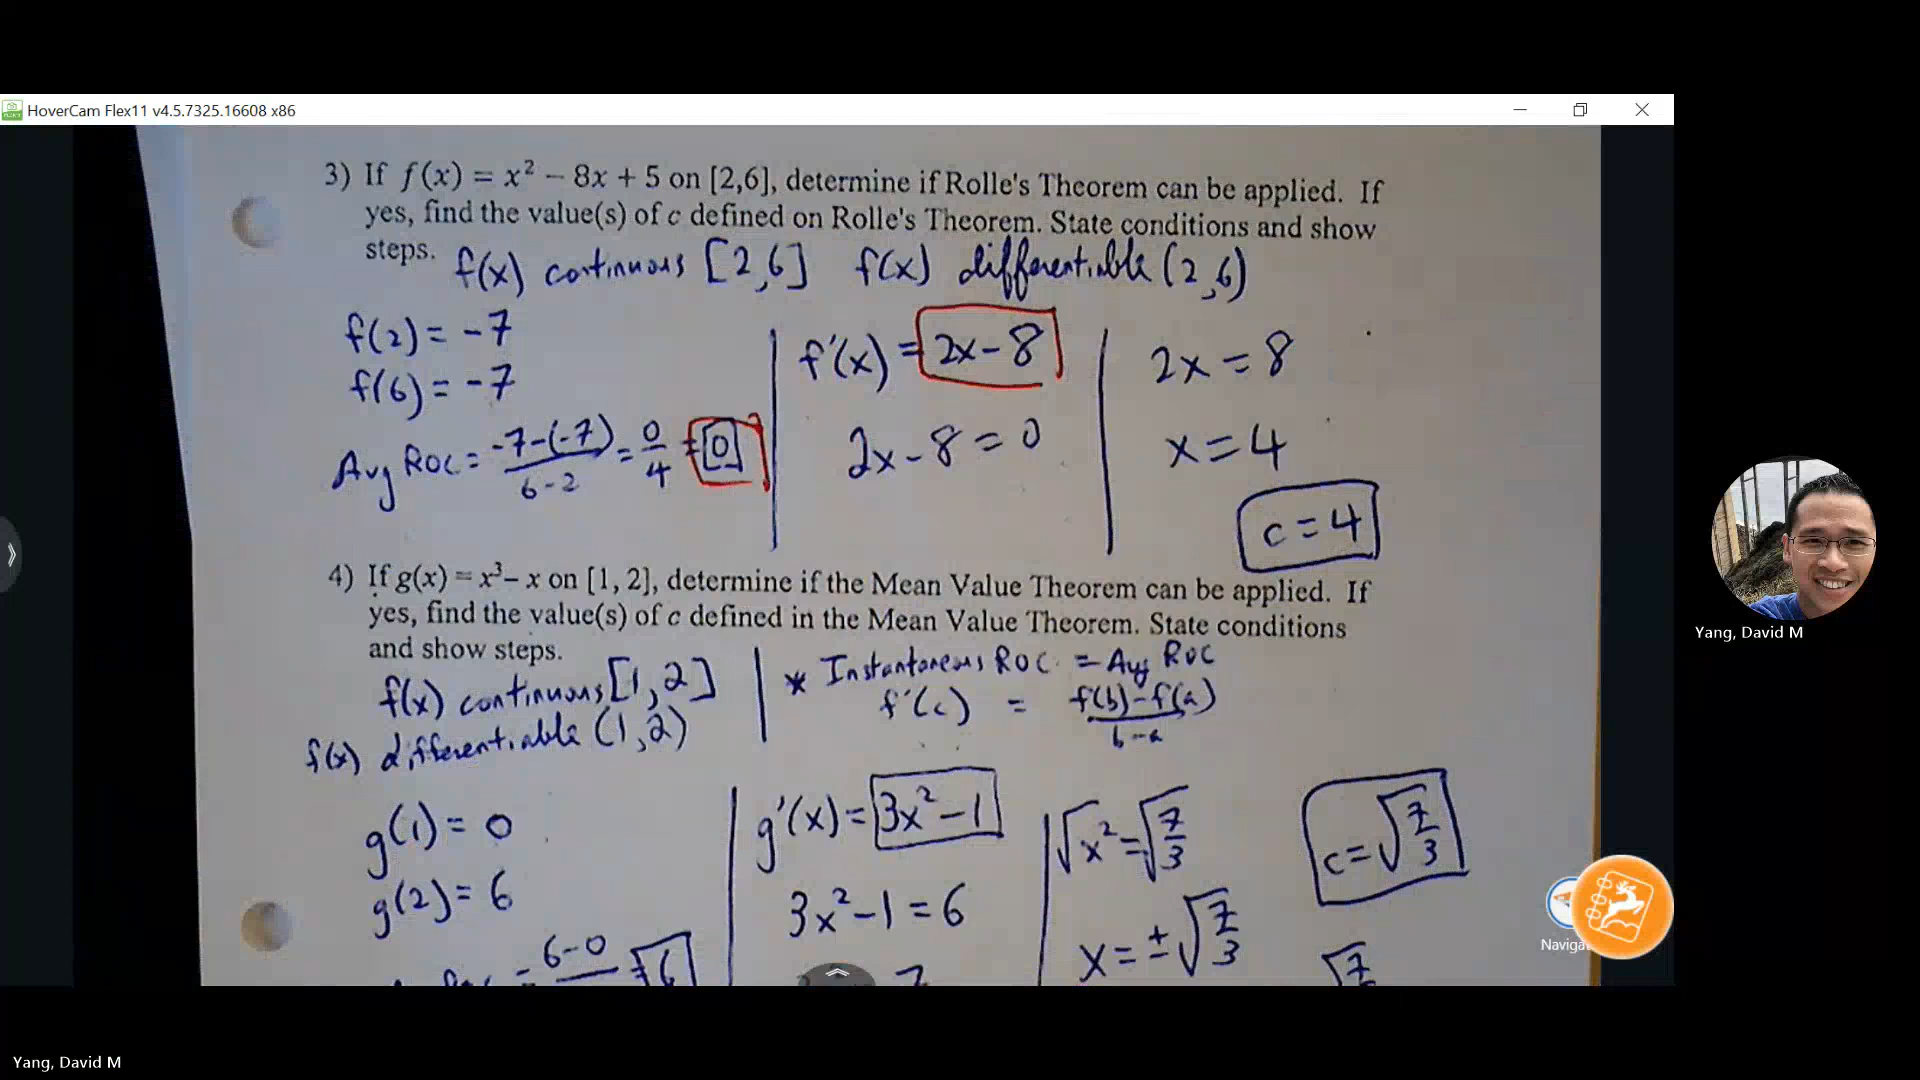 HoverCam Flex11 v4.5.7325.16608 x86
3) If f(x) = x² − 8x + 5 on [2,6], determine if Rolle's Theorem can be applied. If
yes, find the value(s) of c defined on Rolle's Theorem. State conditions and show
steps.
f(x) continuous [2,6] f(x) differentiable (2,6)
f(2) = -7
f(6) = -7
Avg ROC = -7-(-7)/6-2 = 0/4 = 0
f'(x) = 2x-8
2x-8=0
2x=8
x=4
c=4
4) If g(x) = x³– x on [1, 2], determine if the Mean Value Theorem can be applied. If
yes, find the value(s) of c defined in the Mean Value Theorem. State conditions
and show steps.
f(x) continuous [1,2]
f(x) differentiable (1,2)
* Instantaneous ROC = Avg ROC
f'(c) = f(b)-f(a)/b-a
g(1)= 0
g(2)= 6
6-0
6
g'(x)= 3x²-1
3x²-1=6
7
√x²=√7/3
x=±√7/3
c=√7/3
√7
Yang, David M
Yang, David M